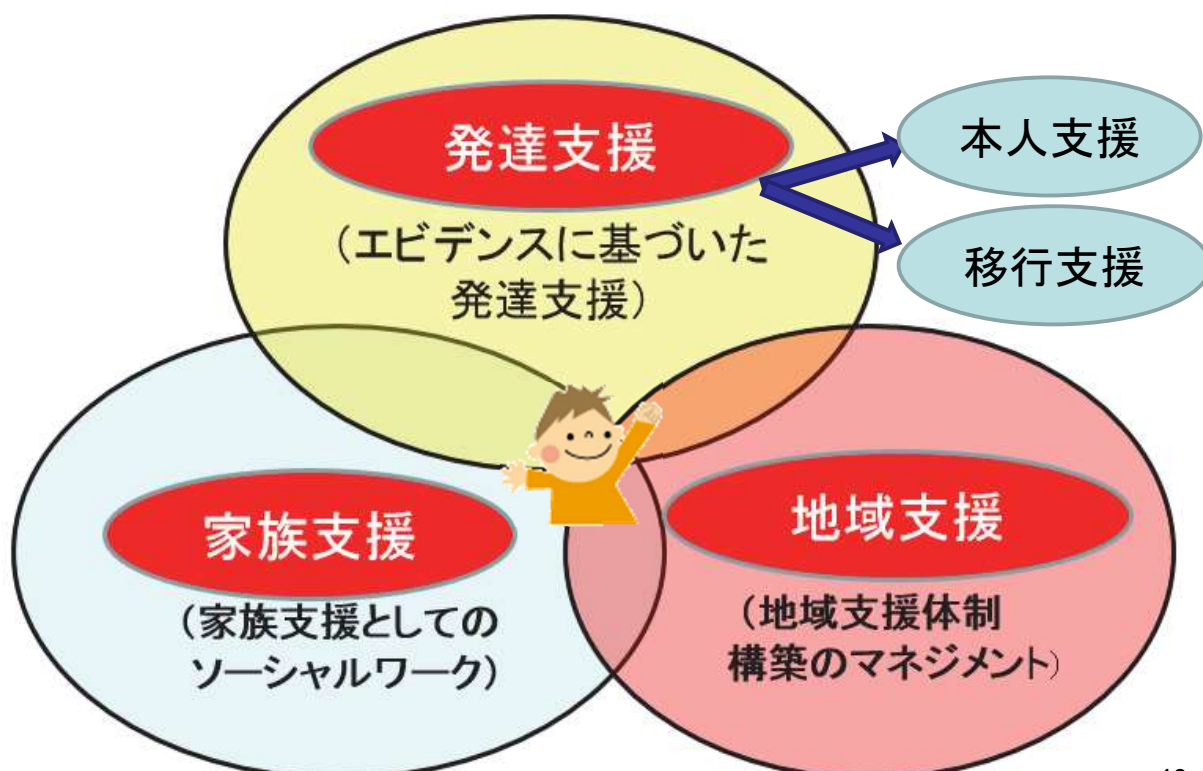 発達支援
(エビデンスに基づいた
発達支援)
本人支援
移行支援
家族支援
(家族支援としての
ソーシャルワーク)
地域支援
(地域支援体制
構築のマネジメント)